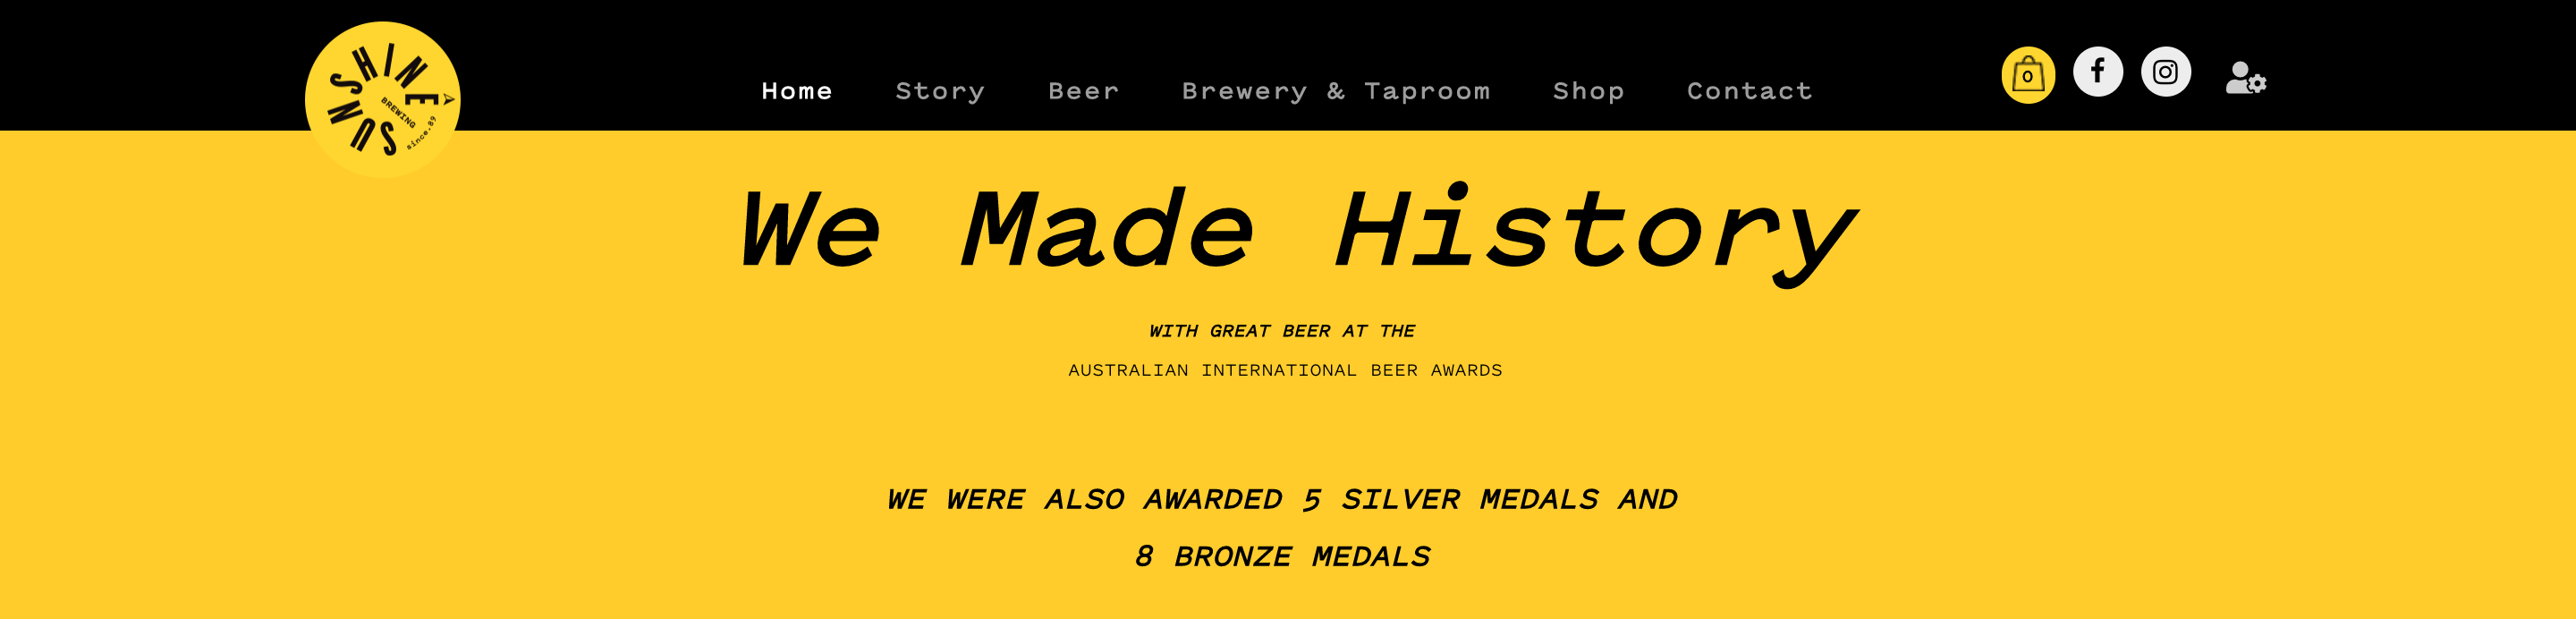 SUNSHINE
BREWING
since.89
Home Story Beer Brewery & Taproom Shop Contact
0
We Made History
WITH GREAT BEER AT THE
AUSTRALIAN INTERNATIONAL BEER AWARDS
WE WERE ALSO AWARDED 5 SILVER MEDALS AND
8 BRONZE MEDALS